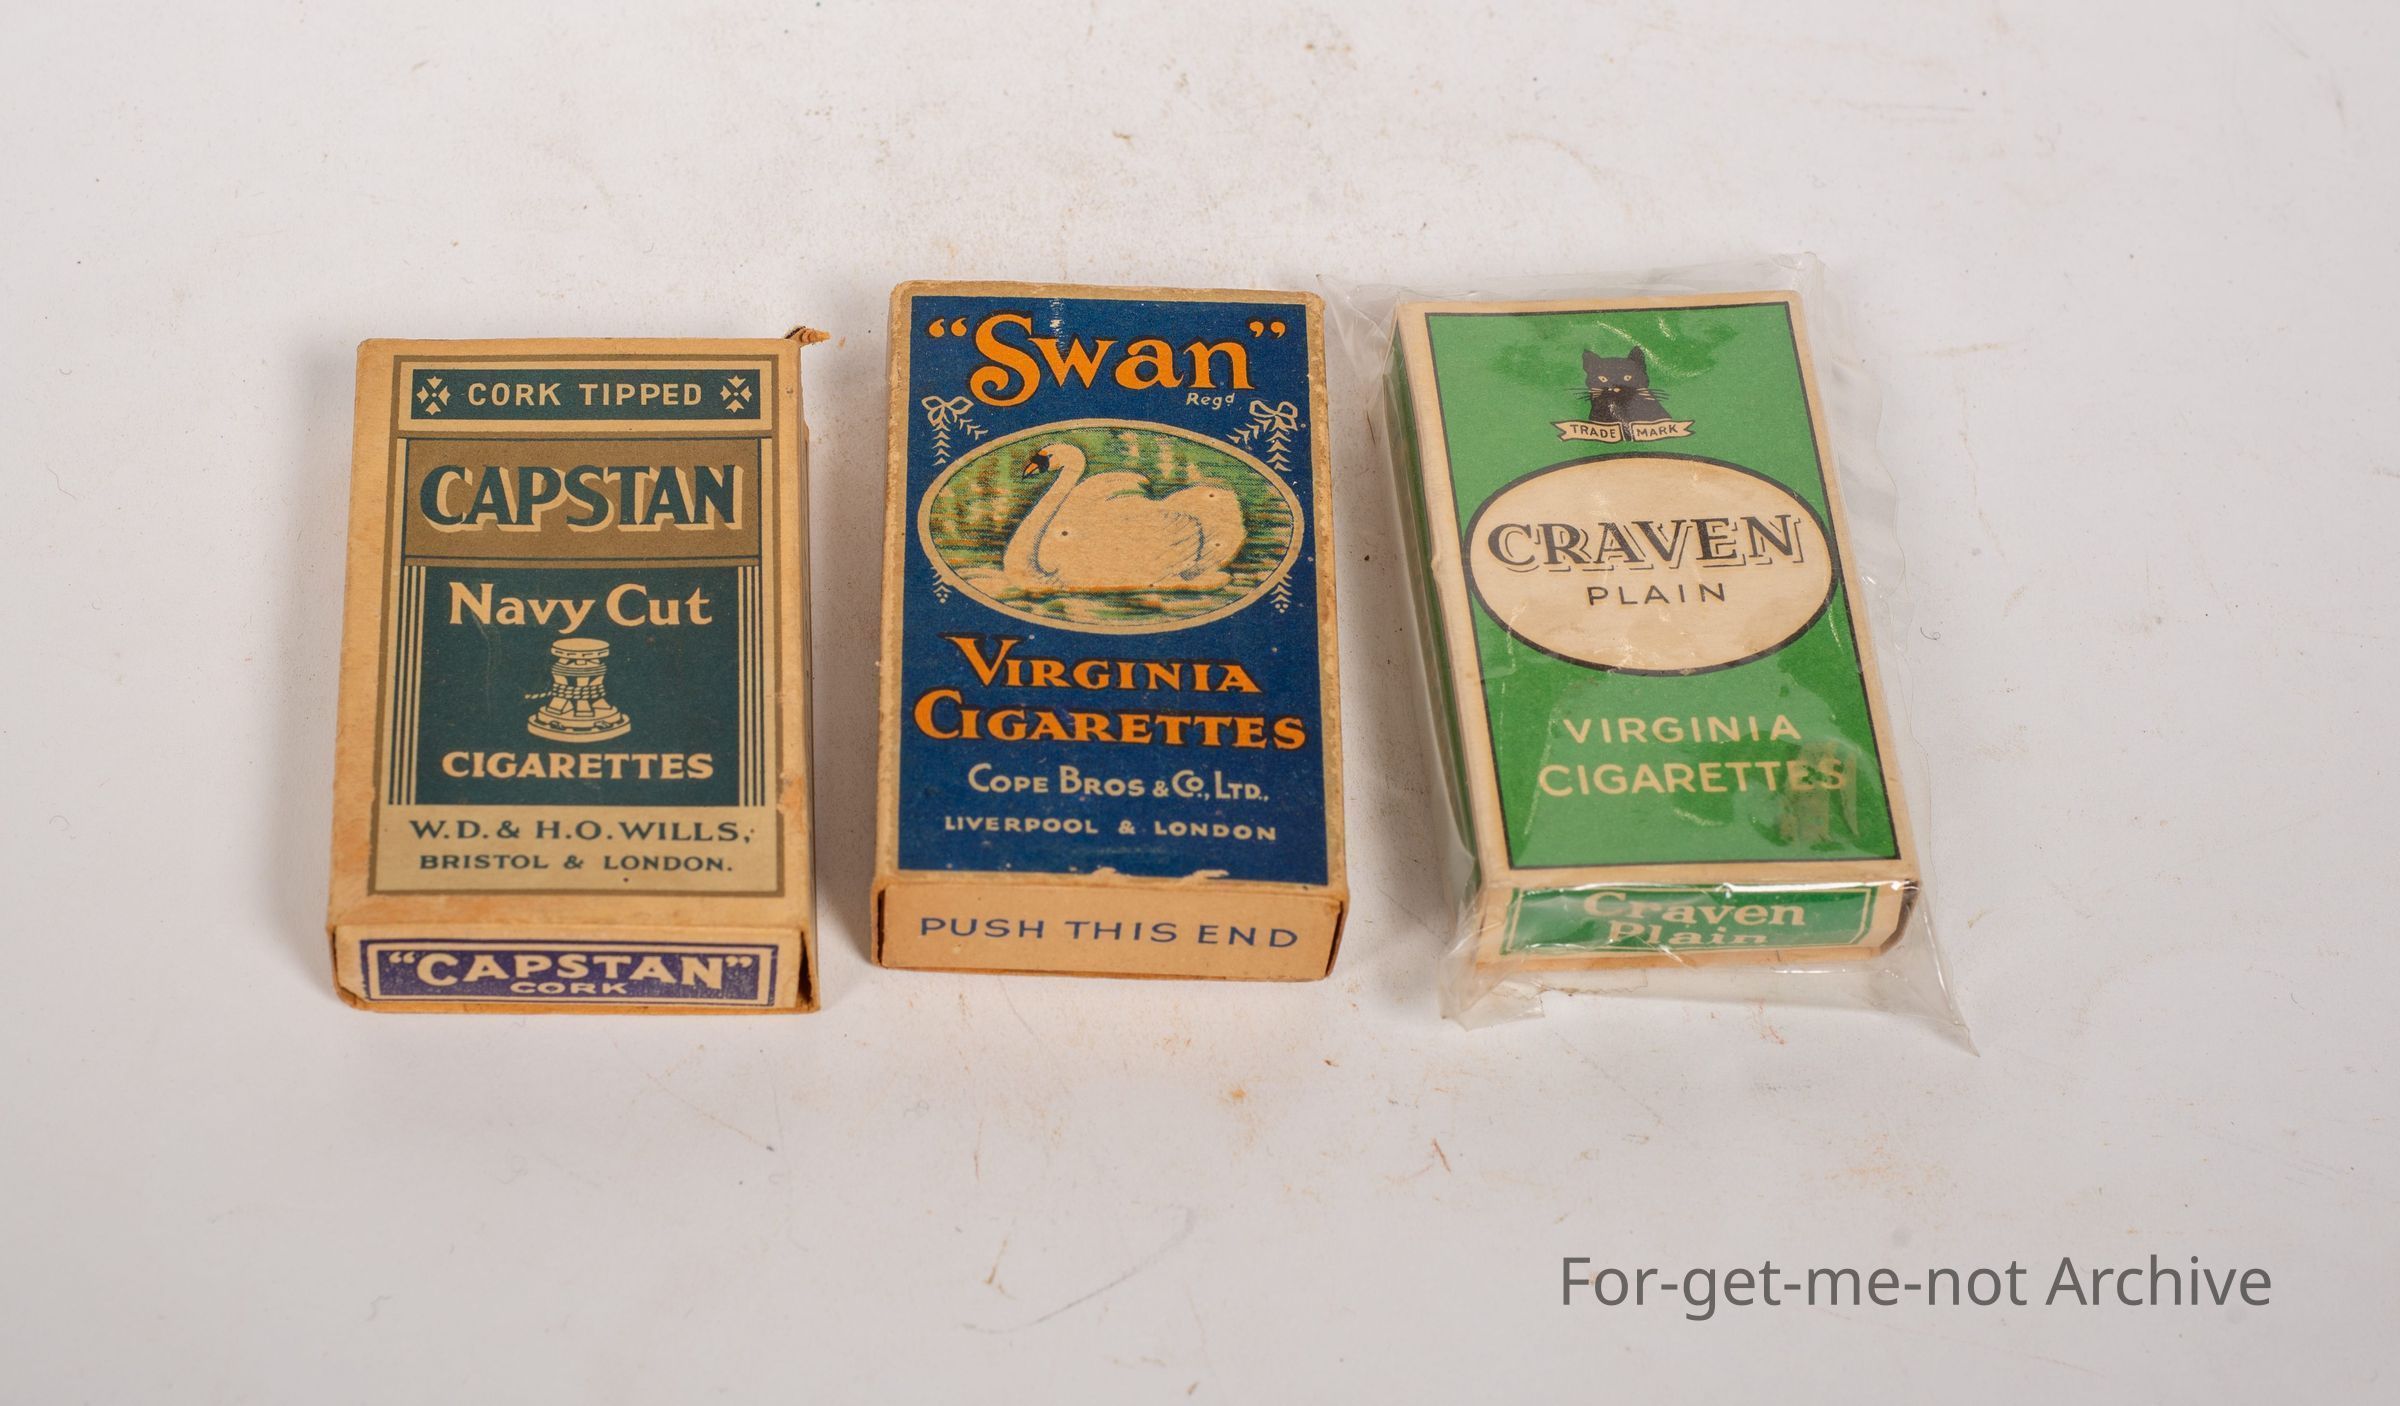 CORK TIPPED
CAPSTAN
Navy Cut
CIGARETTES
W.D. & H.O. WILLS,
BRISTOL & LONDON.
"CAPSTAN"
CORK
"Swan"
Regd
VIRGINIA
CIGARETTES
COPE BROS & CO., LTD.,
LIVERPOOL & LONDON
PUSH THIS END
TRADE MARK
CRAVEN
PLAIN
VIRGINIA
CIGARETTES
Craven
Plain
For-get-me-not Archive